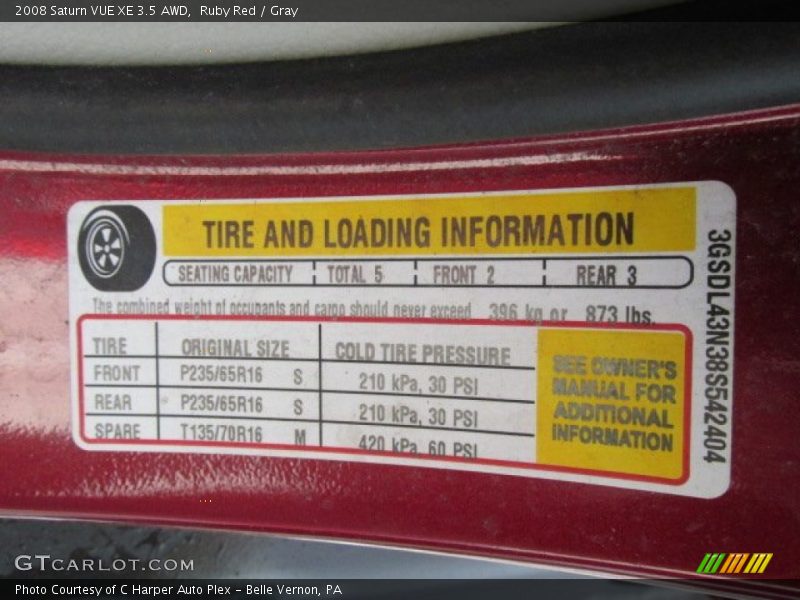 2008 Saturn VUE XE 3.5 AWD,  Ruby Red / Gray
TIRE AND LOADING INFORMATION
SEATING CAPACITY TOTAL 5 FRONT 2 REAR 3
The combined weight of occupants and cargo should never exceed 396 kg or 873 lbs.
TIRE ORIGINAL SIZE COLD TIRE PRESSURE
FRONT P235/65R16 S 210 kPa, 30 PSI
REAR P235/65R16 S 210 kPa, 30 PSI
SPARE T135/70R16 M 420 kPa, 60 PSI
SEE OWNER'S
MANUAL FOR
ADDITIONAL
INFORMATION
3GSDL43N38S542404
GTCARLOT.COM
Photo Courtesy of C Harper Auto Plex - Belle Vernon, PA